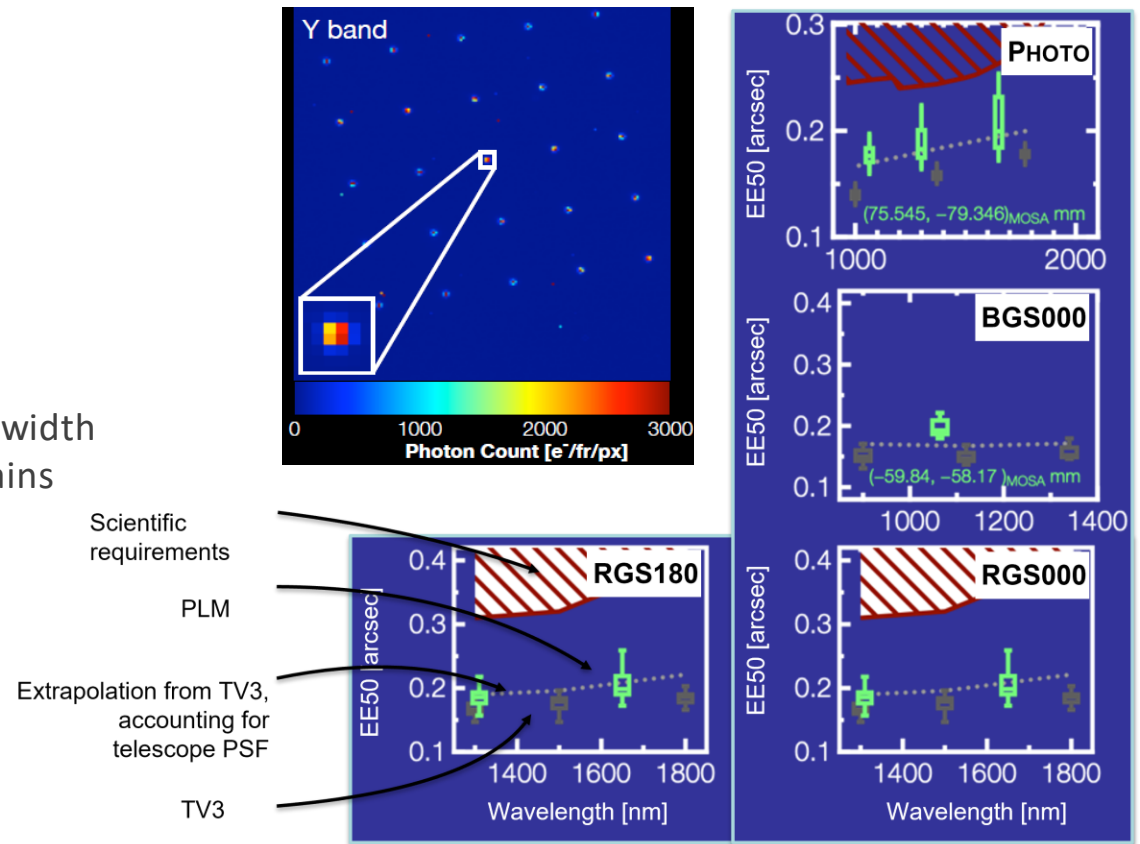 Y band
0 1000 2000 3000
Photon Count [e⁻/fr/px]
width
Scientific
requirements
PLM
Extrapolation from TV3,
accounting for
telescope PSF
TV3
EE50 [arcsec]
0.3
0.2
0.1
PHOTO
(75.545, −79.346)MOSA mm
1000 2000
EE50 [arcsec]
0.4
0.3
0.2
0.1
BGS000
(−59.84, −58.17 )MOSA mm
1000 1200 1400
EE50 [arcsec]
0.4
0.3
0.2
0.1
RGS180
1400 1600 1800
Wavelength [nm]
EE50 [arcsec]
0.4
0.3
0.2
0.1
RGS000
1400 1600 1800
Wavelength [nm]